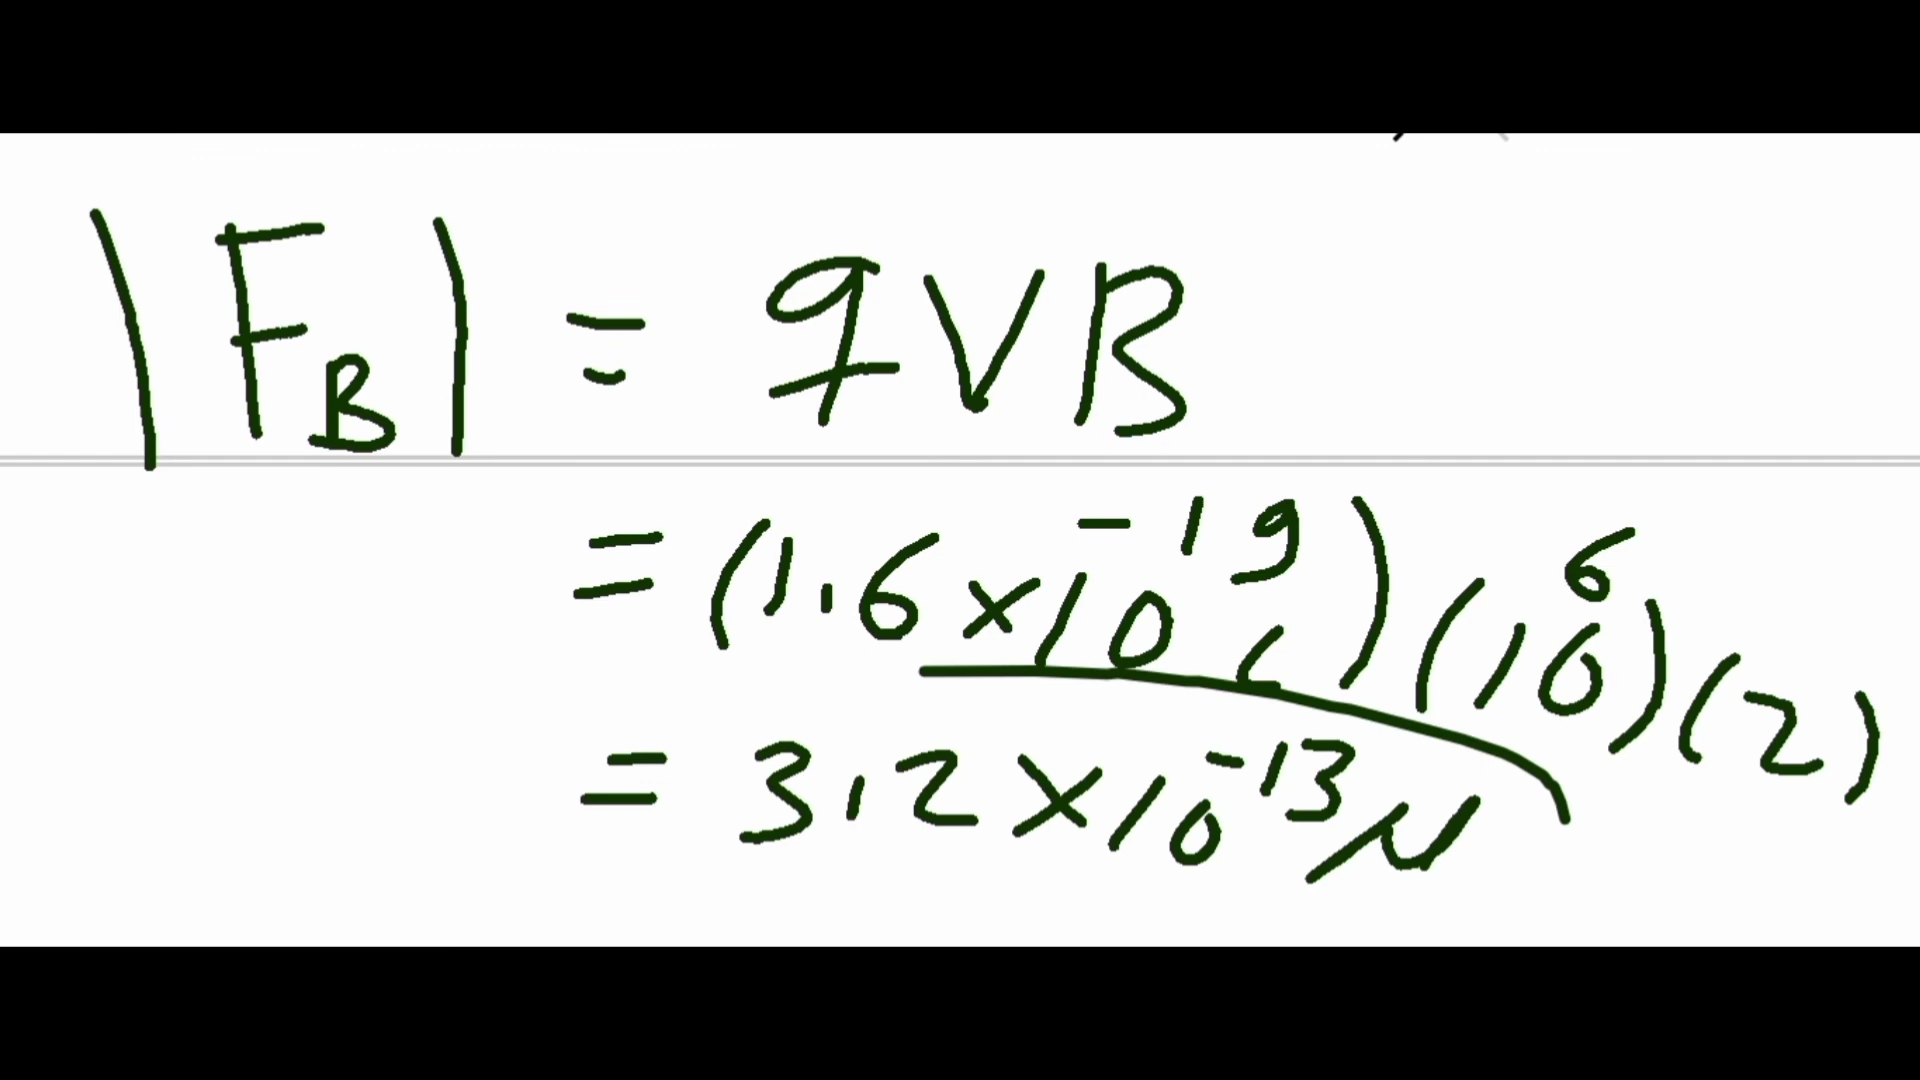 |F_B| = qVB
= (1.6×10^-19 C)(10^6)(2)
= 3.2×10^-13 N